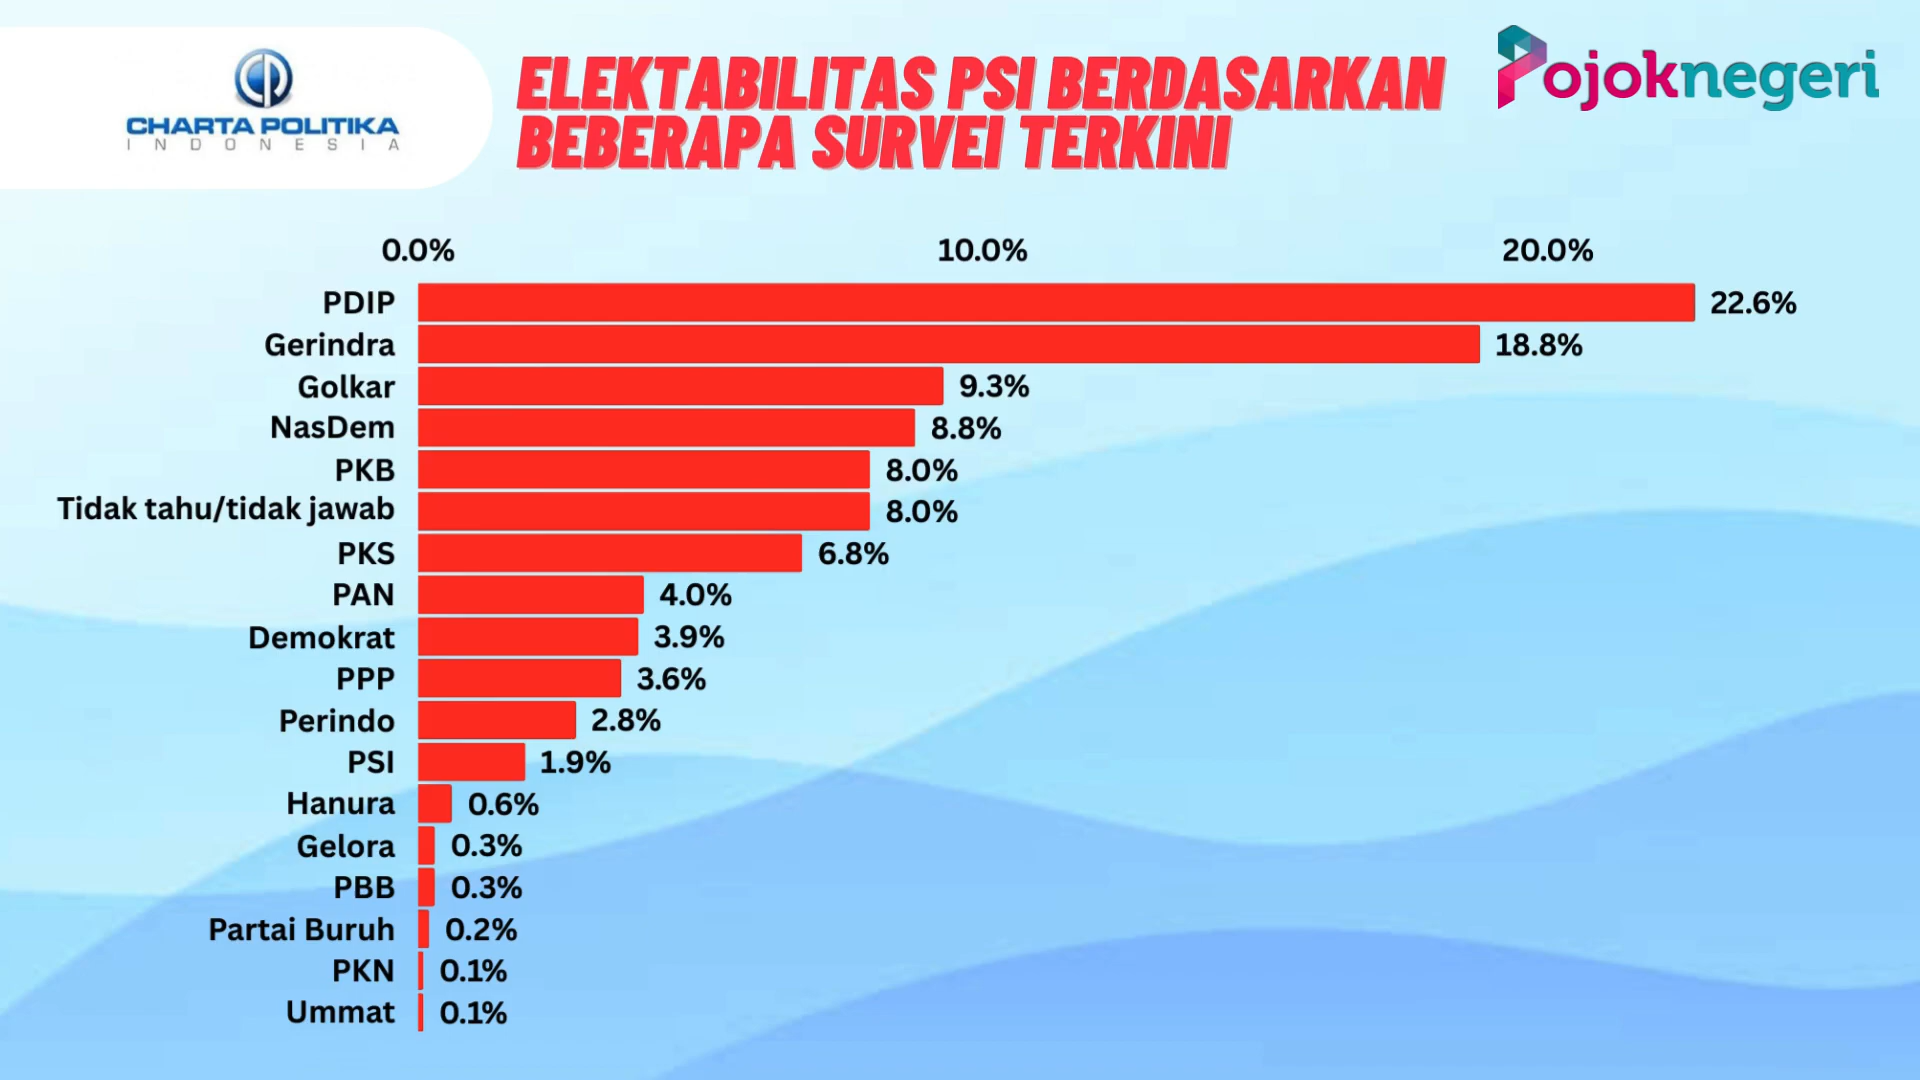 CHARTA POLITIKA
INDONESIA
ELEKTABILITAS PSI BERDASARKAN
BEBERAPA SURVEI TERKINI
Pojoknegeri
0.0% 10.0% 20.0%
PDIP 22.6%
Gerindra 18.8%
Golkar 9.3%
NasDem 8.8%
PKB 8.0%
Tidak tahu/tidak jawab 8.0%
PKS 6.8%
PAN 4.0%
Demokrat 3.9%
PPP 3.6%
Perindo 2.8%
PSI 1.9%
Hanura 0.6%
Gelora 0.3%
PBB 0.3%
Partai Buruh 0.2%
PKN 0.1%
Ummat 0.1%